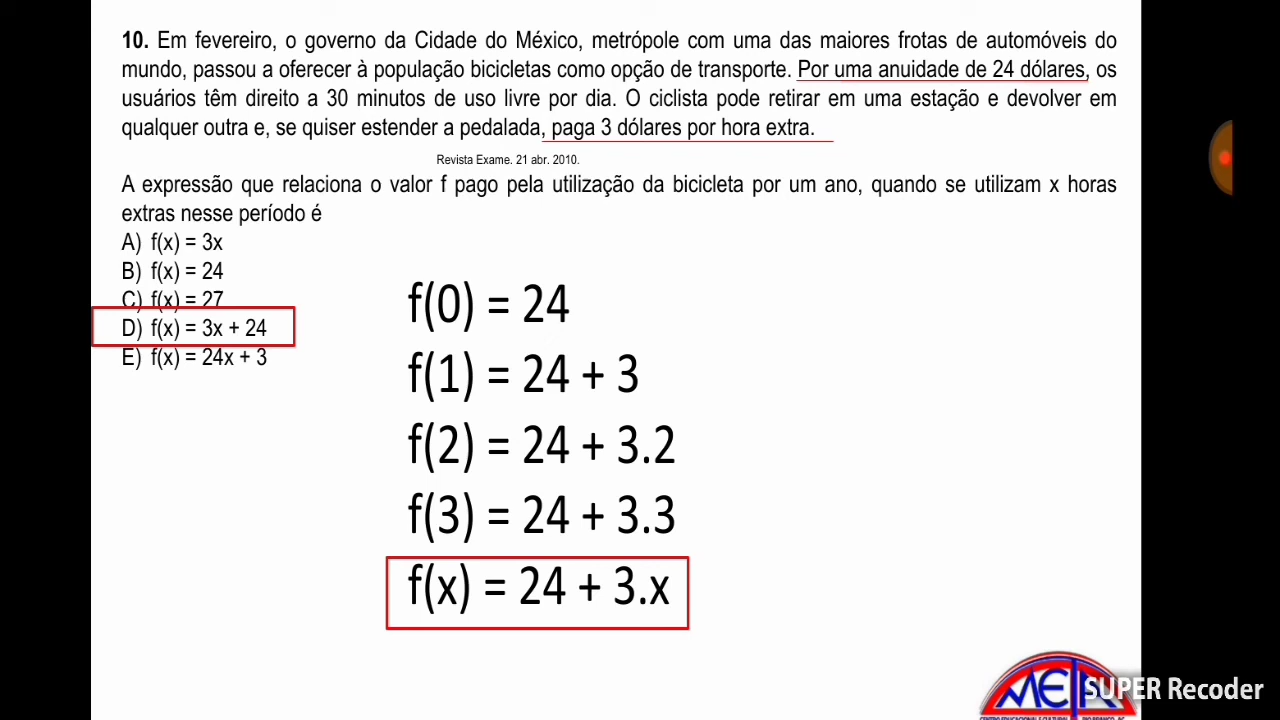 10. Em fevereiro, o governo da Cidade do México, metrópole com uma das maiores frotas de automóveis do
mundo, passou a oferecer à população bicicletas como opção de transporte. Por uma anuidade de 24 dólares, os
usuários têm direito a 30 minutos de uso livre por dia. O ciclista pode retirar em uma estação e devolver em
qualquer outra e, se quiser estender a pedalada, paga 3 dólares por hora extra.
Revista Exame. 21 abr. 2010.
A expressão que relaciona o valor f pago pela utilização da bicicleta por um ano, quando se utilizam x horas
extras nesse período é
A) f(x) = 3x
B) f(x) = 24
C) f(x) = 27
D) f(x) = 3x + 24
E) f(x) = 24x + 3
f(0) = 24
f(1) = 24 + 3
f(2) = 24 + 3.2
f(3) = 24 + 3.3
f(x) = 24 + 3.x
META
SUPER Recoder
CENTRO EDUCACIONAL E CULTURAL